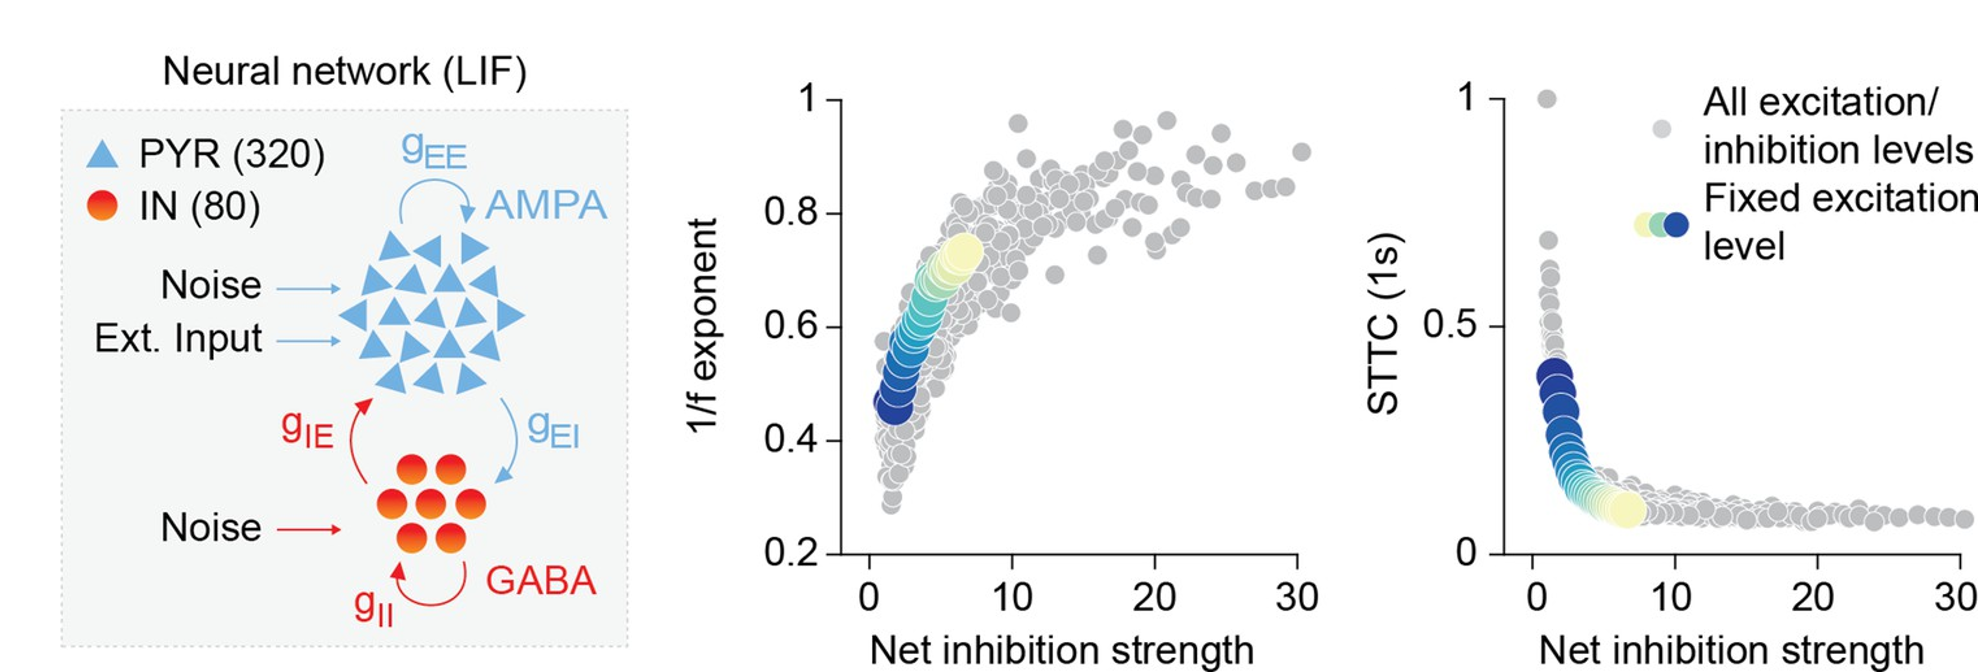 Neural network (LIF)
PYR (320)
IN (80)
gEE
AMPA
Noise
Ext. Input
gIE
gEI
Noise
GABA
gII
1/f exponent
1
0.8
0.6
0.4
0.2
0 10 20 30
Net inhibition strength
STTC (1s)
1
0.5
0
0 10 20 30
Net inhibition strength
All excitation/
inhibition levels
Fixed excitation
level